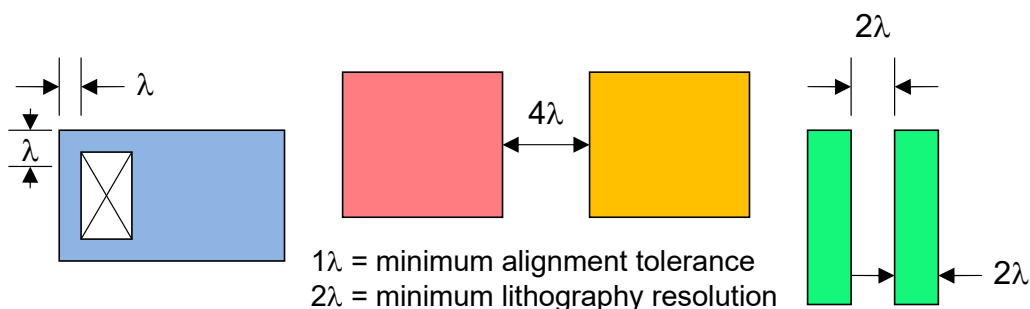 2λ
λ
4λ
λ
1λ = minimum alignment tolerance
2λ = minimum lithography resolution
2λ